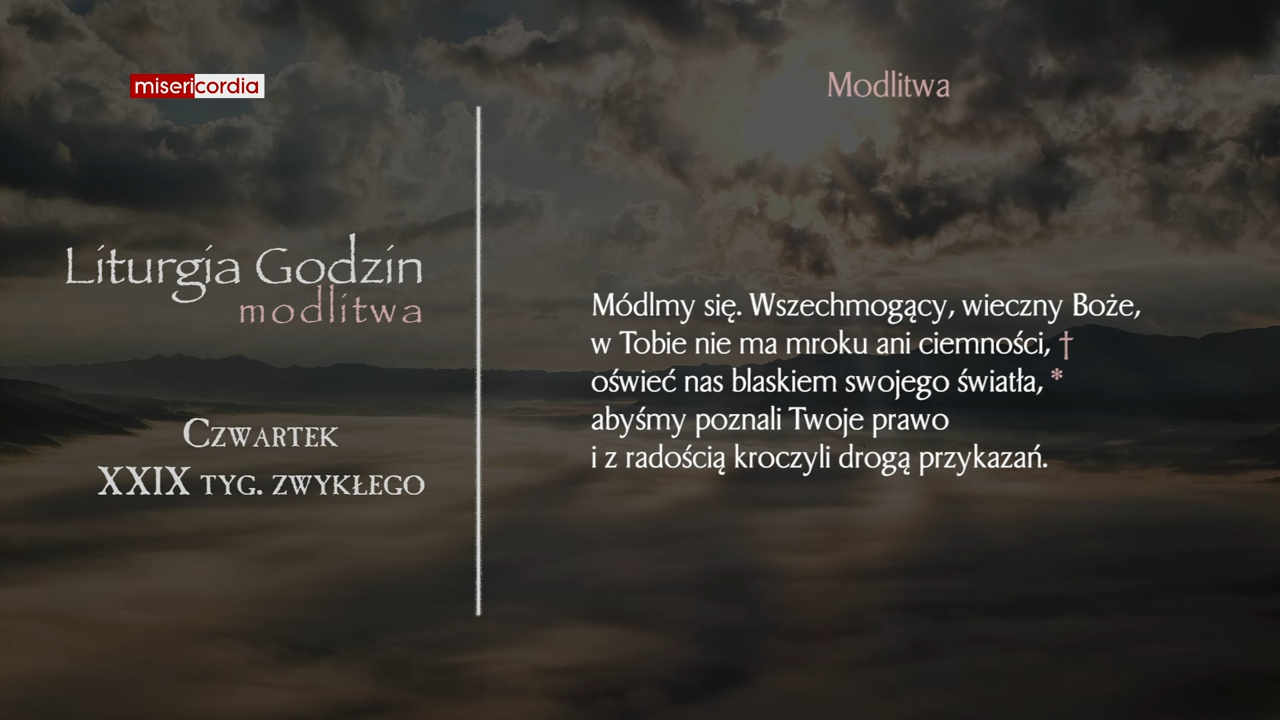 misericordia
Liturgia Godzin
modlitwa
Czwartek
XXIX tyg. zwykłego
Modlitwa
Módlmy się. Wszechmogący, wieczny Boże,
w Tobie nie ma mroku ani ciemności, †
oświeć nas blaskiem swojego światła, *
abyśmy poznali Twoje prawo
i z radością kroczyli drogą przykazań.